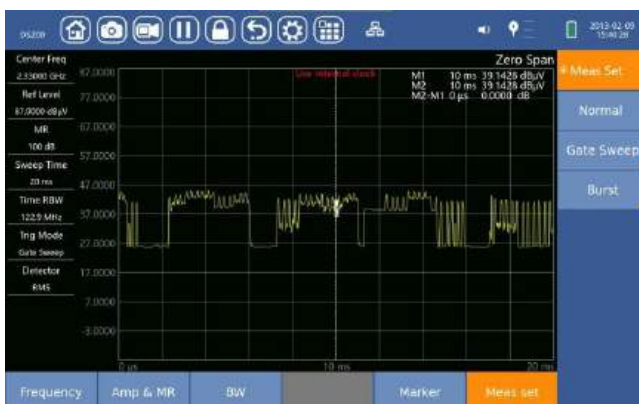 DS200
2013-02-09
15:40:28
Center Freq
2.33000 GHz
Ref Level
87.0000 dBμV
MR
100 dB
Sweep Time
20 ms
Time RBW
122.9 MHz
Trig Mode
Gate Sweep
Detector
RMS
Zero Span
Use internal clock
M1 10 ms 39.1426 dBμV
M2 10 ms 39.1426 dBμV
M2-M1 0 μs 0.0000 dB
87.0000
77.0000
67.0000
57.0000
47.0000
37.0000
27.0000
17.0000
7.0000
-3.0000
0 μs
10 ms
20 ms
Meas Set
Normal
Gate Sweep
Burst
Frequency
Amp & MR
BW
Marker
Meas set